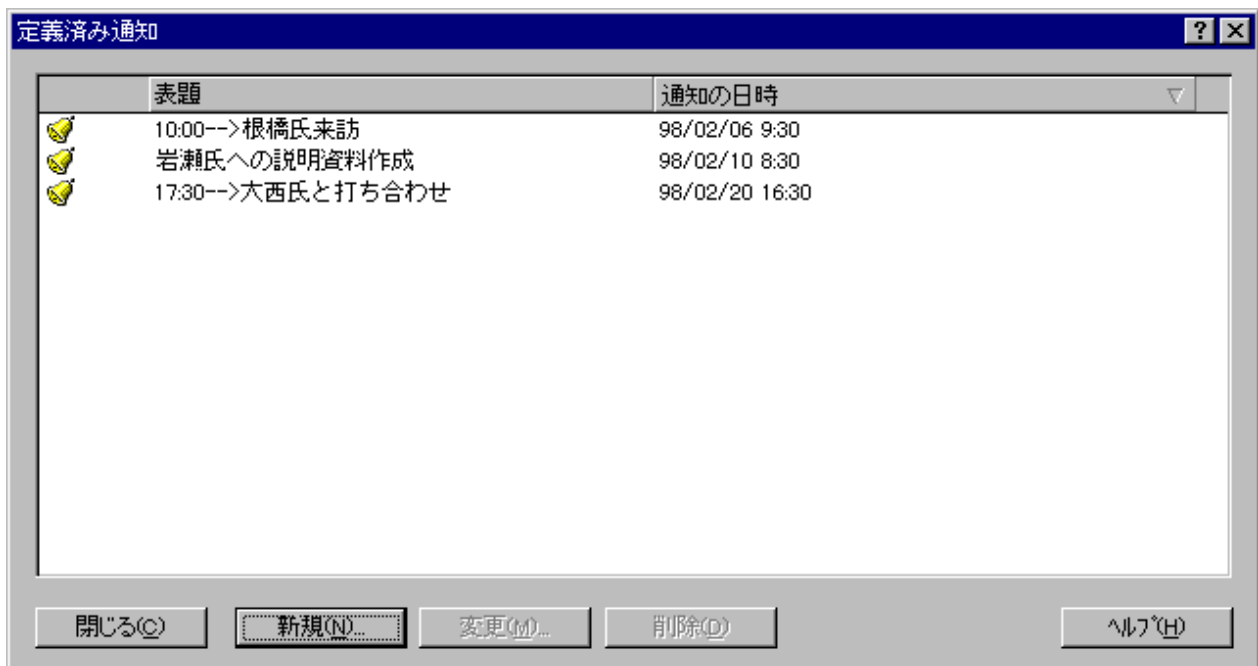 定義済み通知
表題 通知の日時
10:00-->根橋氏来訪 98/02/06 9:30
岩瀬氏への説明資料作成 98/02/10 8:30
17:30-->大西氏と打ち合わせ 98/02/20 16:30
閉じる(C) 新規(N)... 変更(M)... 削除(D) ﾍﾙﾌﾟ(H)